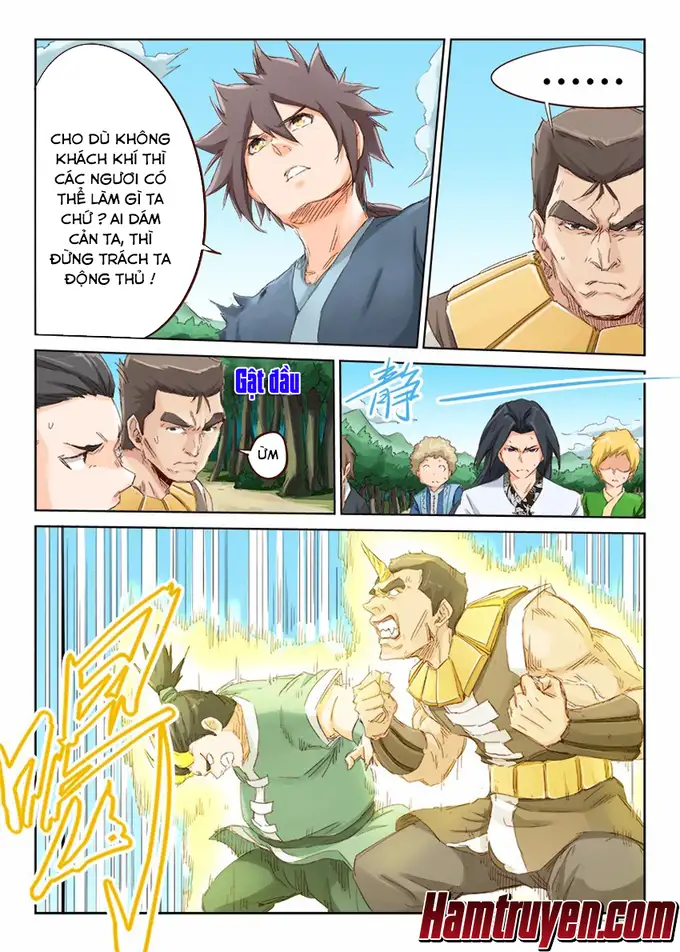 CHO DÙ KHÔNG
KHÁCH KHÍ THÌ
CÁC NGƯƠI CÓ
THỂ LÀM GÌ TA
CHỨ ? AI DÁM
CẢN TA, THÌ
ĐỪNG TRÁCH TA
ĐỘNG THỦ !
......
Gật đầu
ỪM
静
Hamtruyen.com